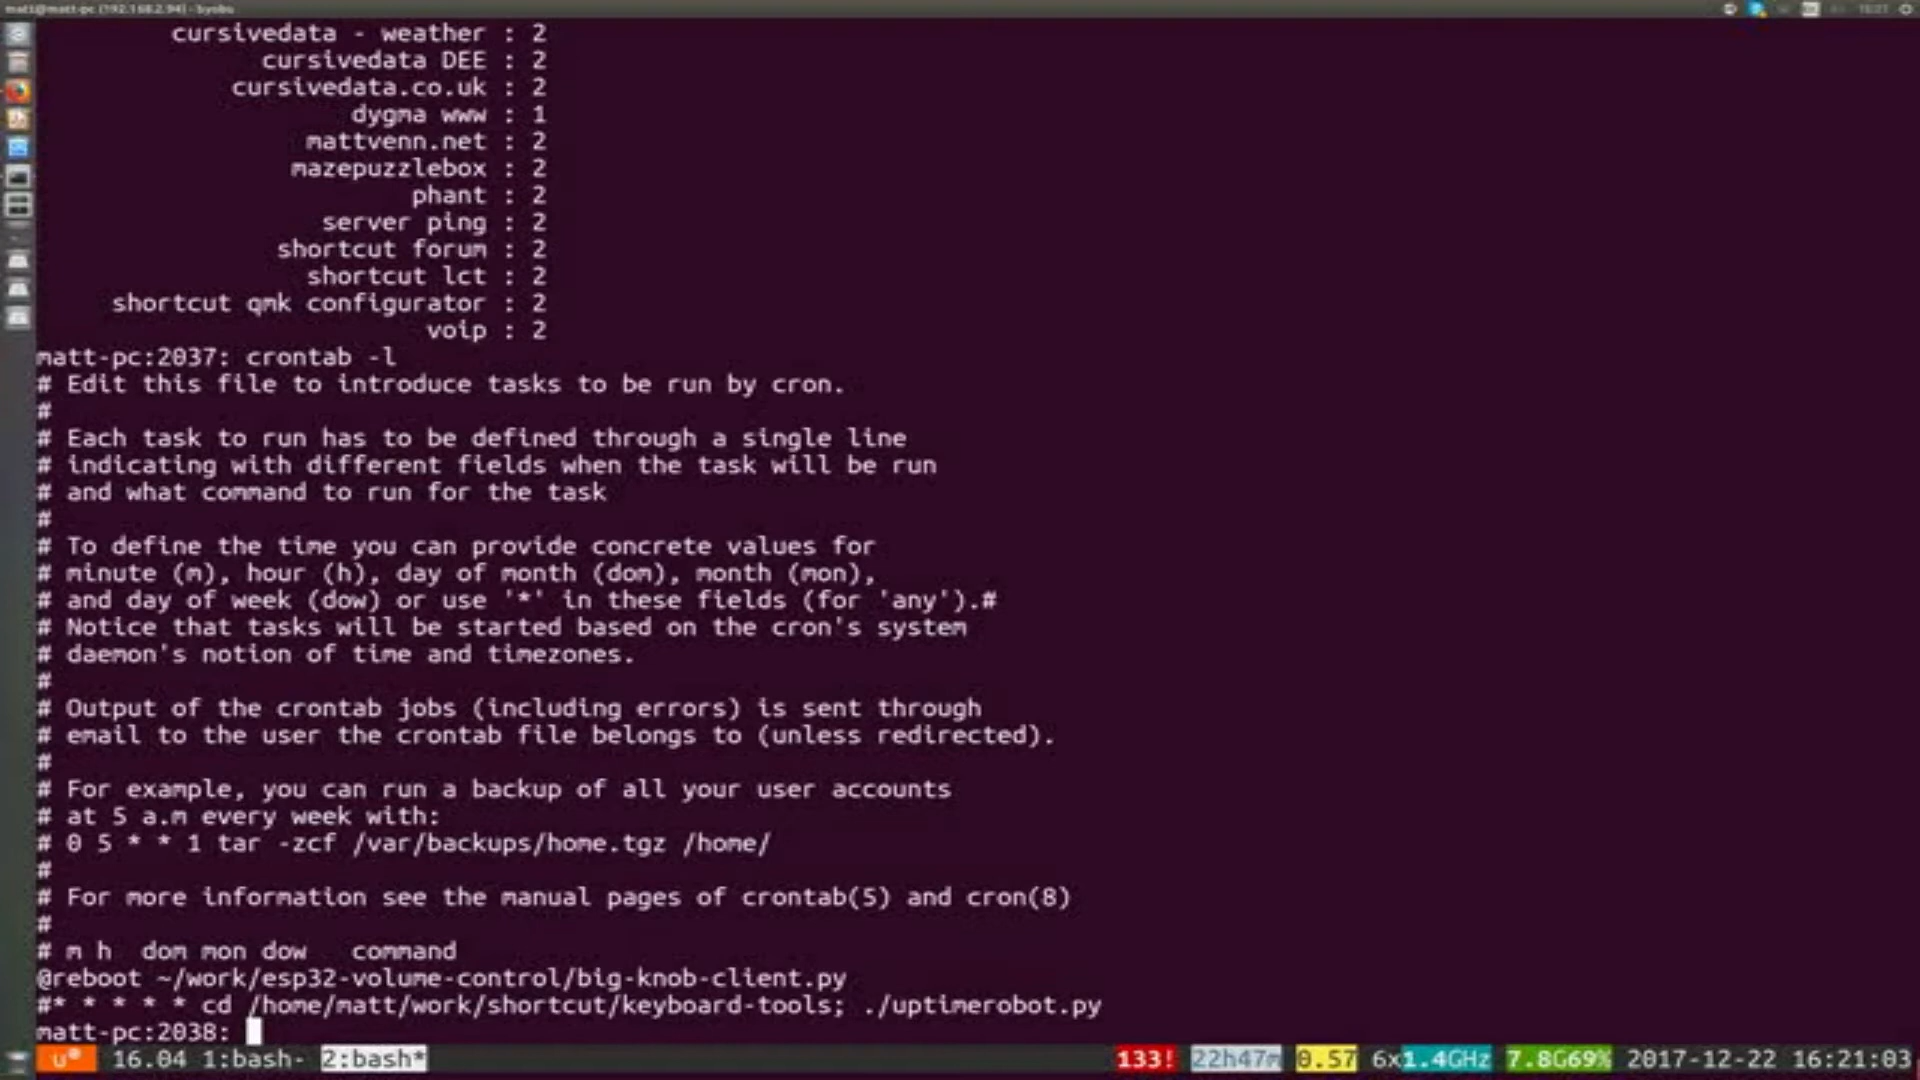 matt@matt-pc (192.168.2.94) - byobu
cursivedata - weather : 2
cursivedata DEE : 2
cursivedata.co.uk : 2
dygma www : 1
mattvenn.net : 2
mazepuzzlebox : 2
phant : 2
server ping : 2
shortcut forum : 2
shortcut lct : 2
shortcut qmk configurator : 2
voip : 2
matt-pc:2037: crontab -l
# Edit this file to introduce tasks to be run by cron.
#
# Each task to run has to be defined through a single line
# indicating with different fields when the task will be run
# and what command to run for the task
#
# To define the time you can provide concrete values for
# minute (m), hour (h), day of month (dom), month (mon),
# and day of week (dow) or use '*' in these fields (for 'any').#
# Notice that tasks will be started based on the cron's system
# daemon's notion of time and timezones.
#
# Output of the crontab jobs (including errors) is sent through
# email to the user the crontab file belongs to (unless redirected).
#
# For example, you can run a backup of all your user accounts
# at 5 a.m every week with:
# 0 5 * * 1 tar -zcf /var/backups/home.tgz /home/
#
# For more information see the manual pages of crontab(5) and cron(8)
#
# m h  dom mon dow   command
@reboot ~/work/esp32-volume-control/big-knob-client.py
#* * * * * cd /home/matt/work/shortcut/keyboard-tools; ./uptimerobot.py
matt-pc:2038:
u 16.04 1:bash- 2:bash* 133! 22h47m 0.57 6x1.4GHz 7.8G69% 2017-12-22 16:21:03